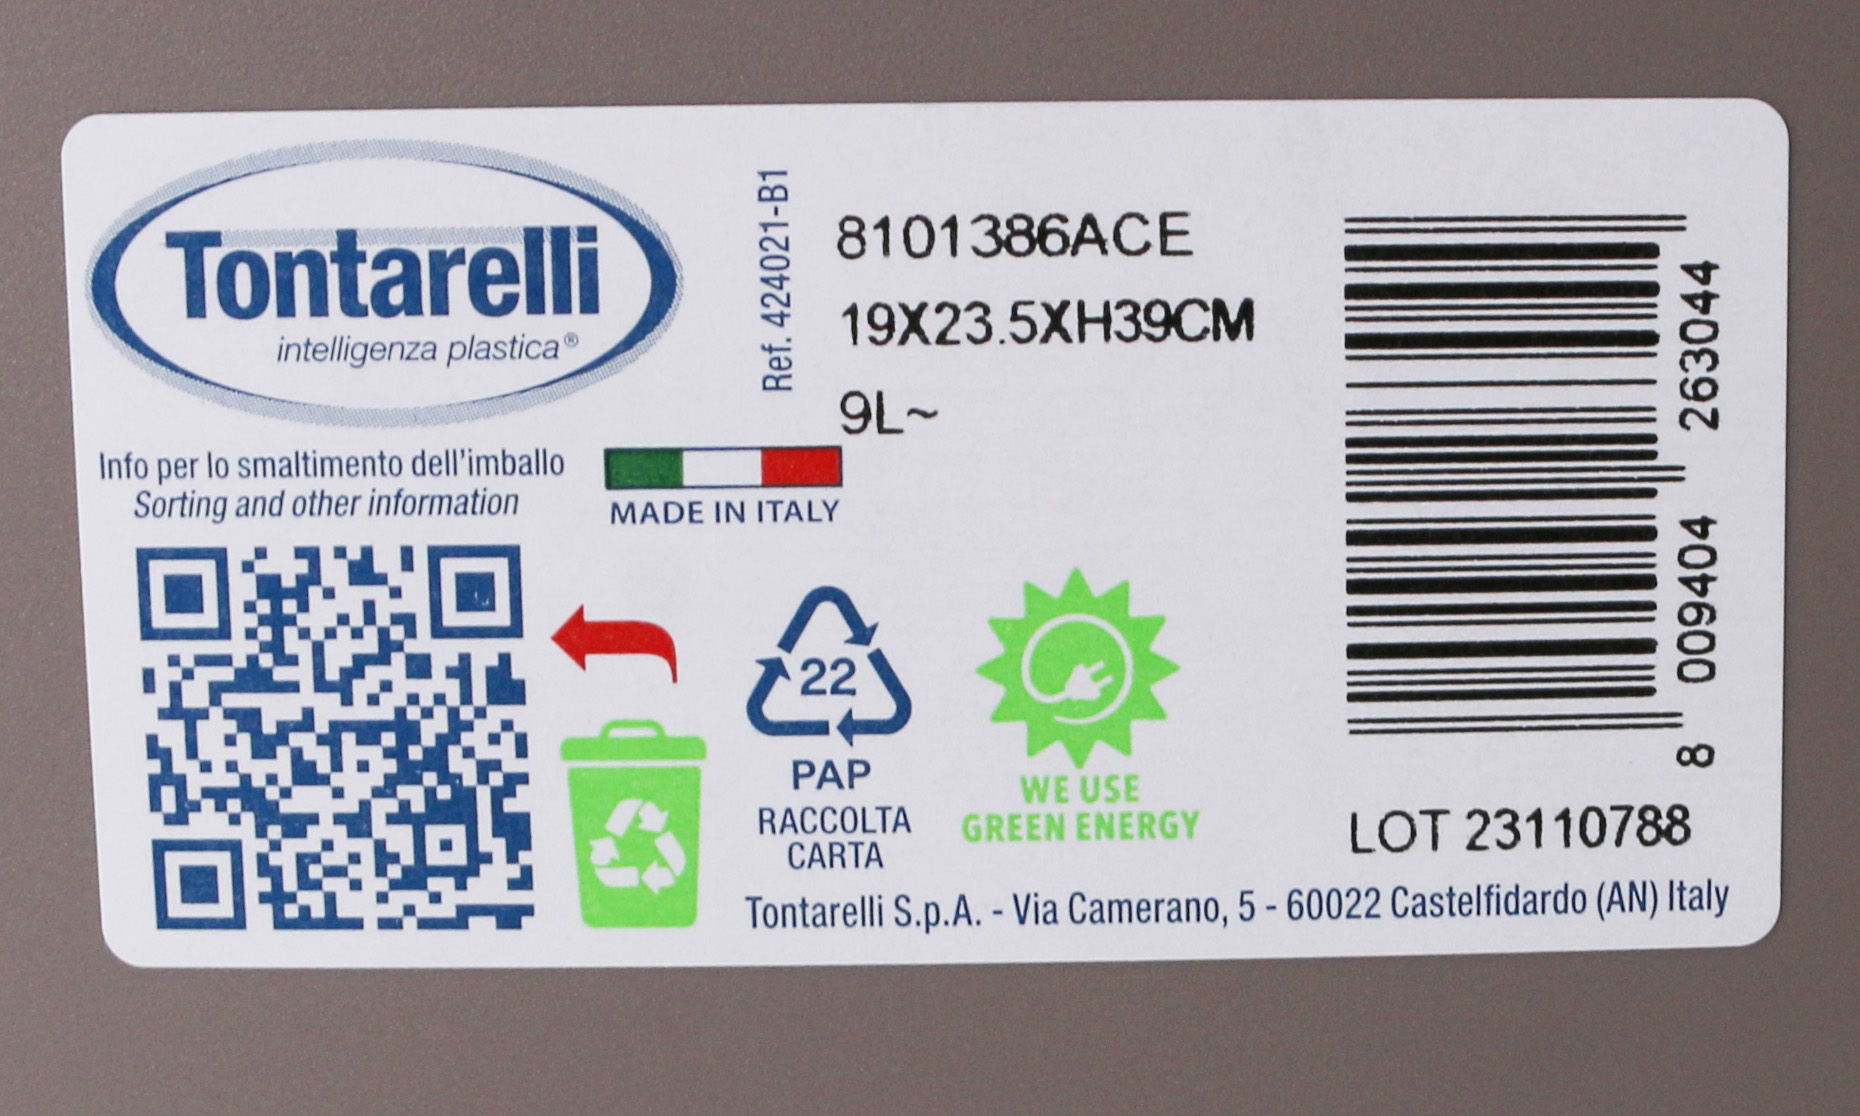 Tontarelli
intelligenza plastica®
Ref. 424021-B1
8101386ACE
19X23.5XH39CM
9L~
Info per lo smaltimento dell'imballo
Sorting and other information
MADE IN ITALY
22
PAP
RACCOLTA
CARTA
WE USE
GREEN ENERGY
8 009404 263044
LOT 23110788
Tontarelli S.p.A. - Via Camerano, 5 - 60022 Castelfidardo (AN) Italy